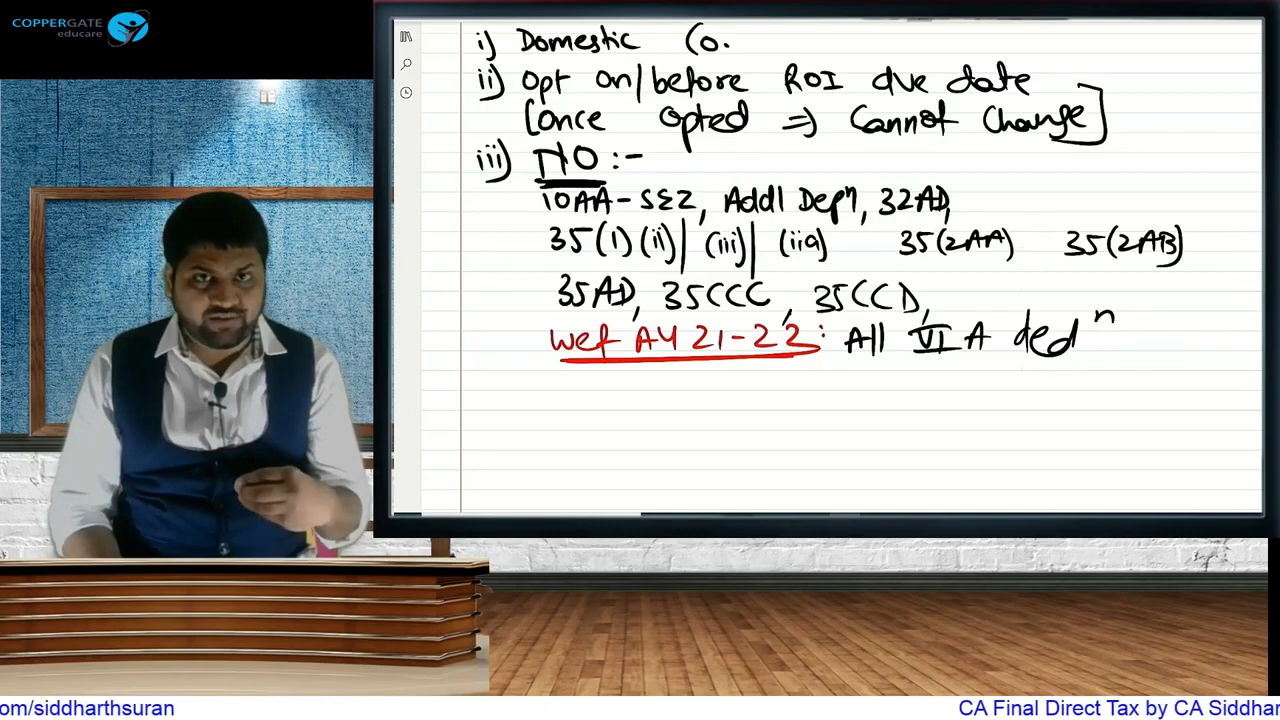 COPPERGATE
educare
i) Domestic Co.
ii) Opt on/before ROI due date
[once opted ⇒ Cannot Change]
iii) NO :-
10AA - SEZ, Addl Depⁿ, 32AD,
35(1)(ii) | (iii) | (iia) 35(2AA) 35(2AB)
35AD, 35CCC, 35CCD,
wef AY 21-22: All VIA dedⁿ
om/siddharthsuran
CA Final Direct Tax by CA Siddhar